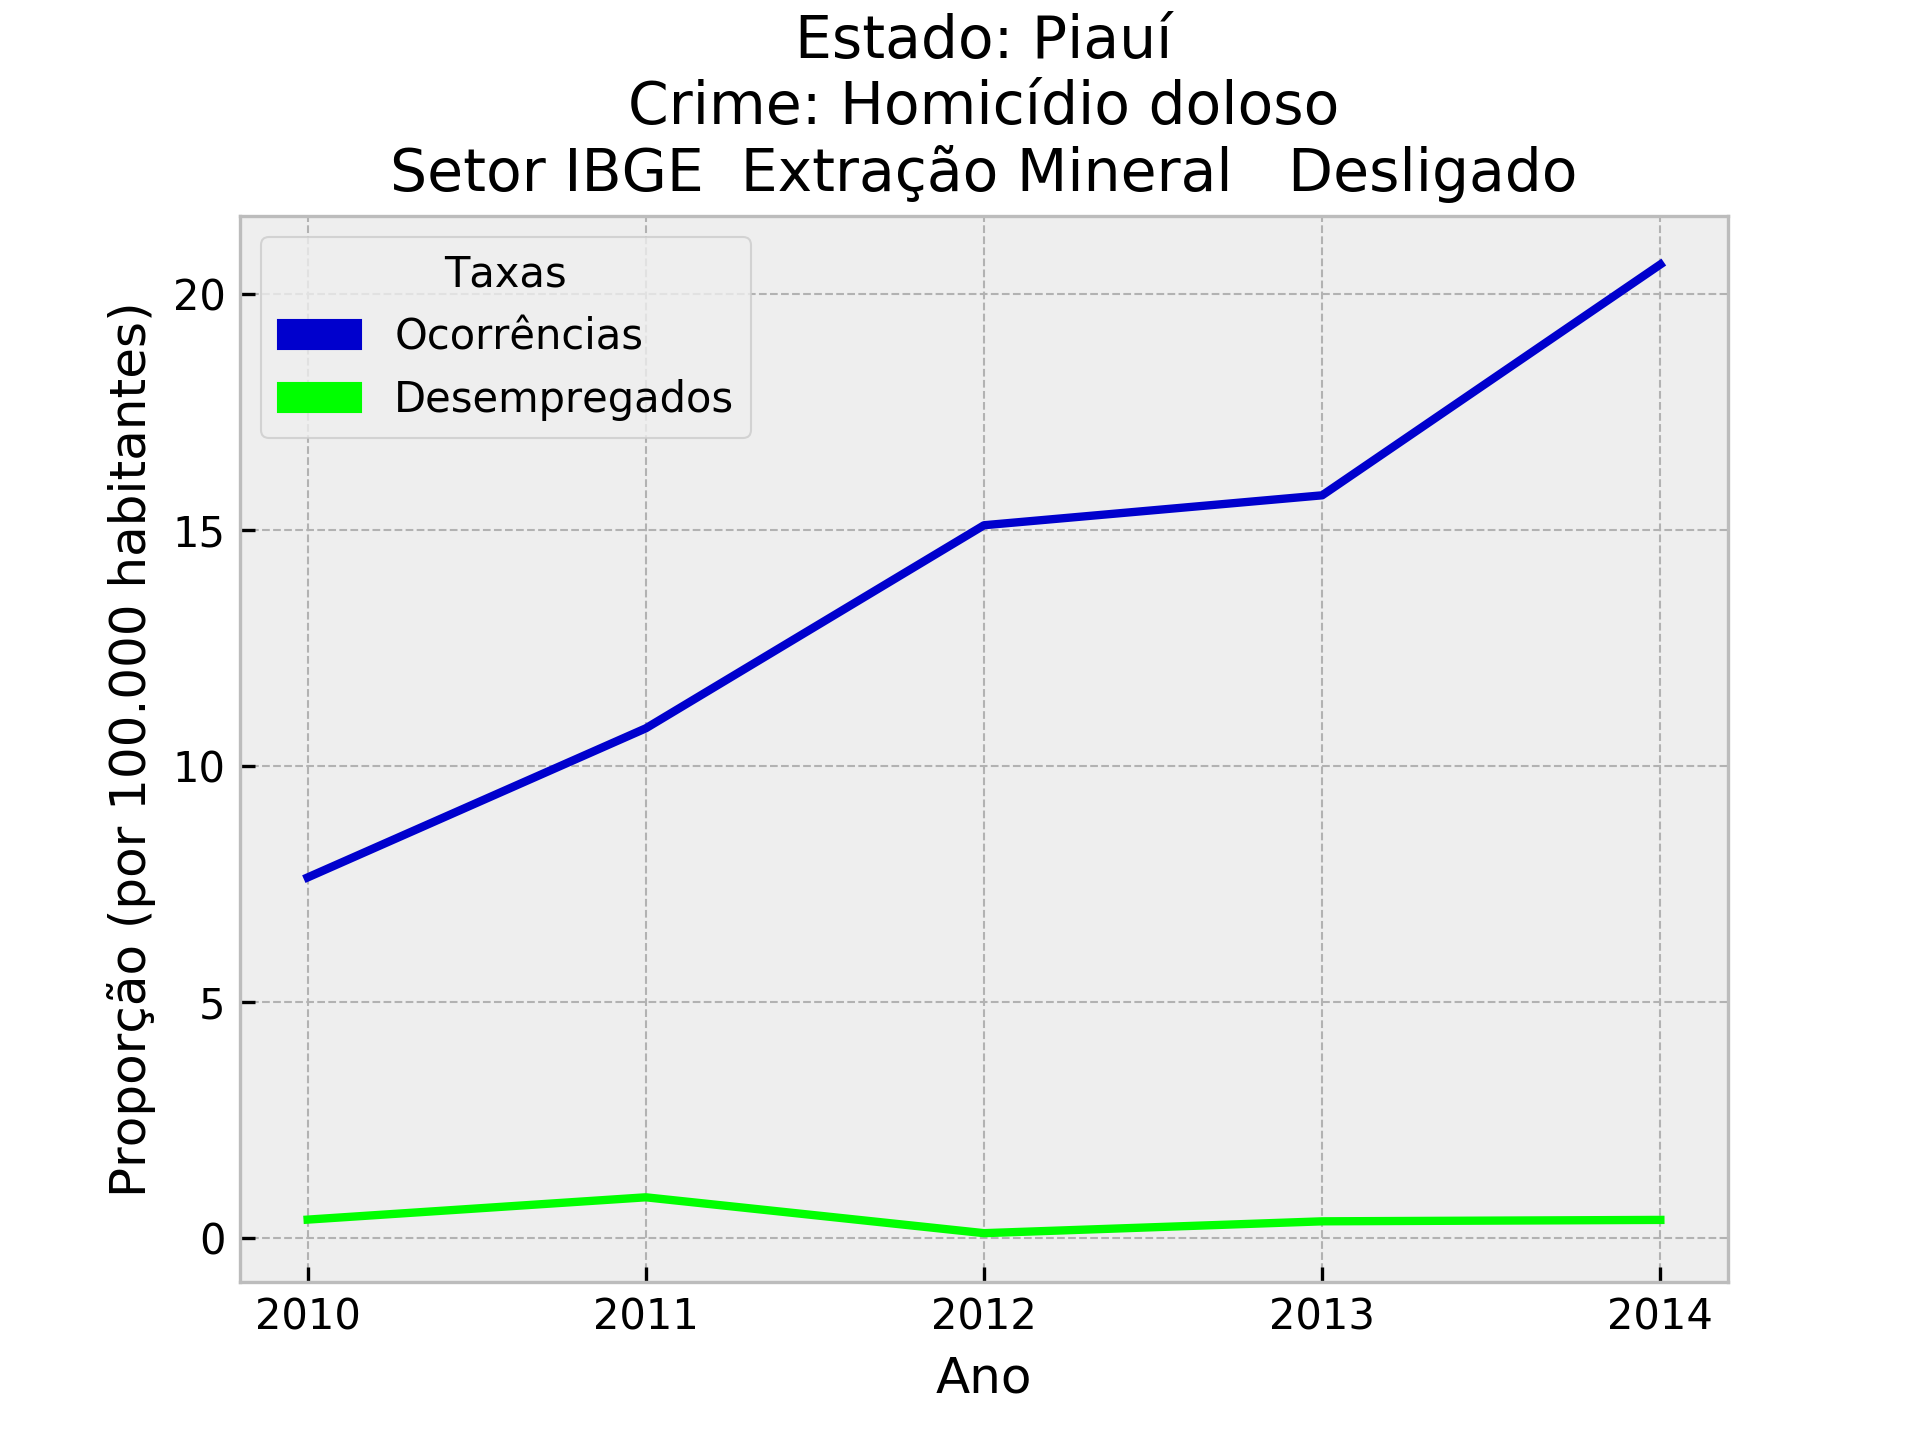 Estado: Piauí
Crime: Homicídio doloso
Setor IBGE  Extração Mineral   Desligado
Taxas
Ocorrências
Desempregados
Proporção (por 100.000 habitantes)
20
15
10
5
0
2010 2011 2012 2013 2014
Ano